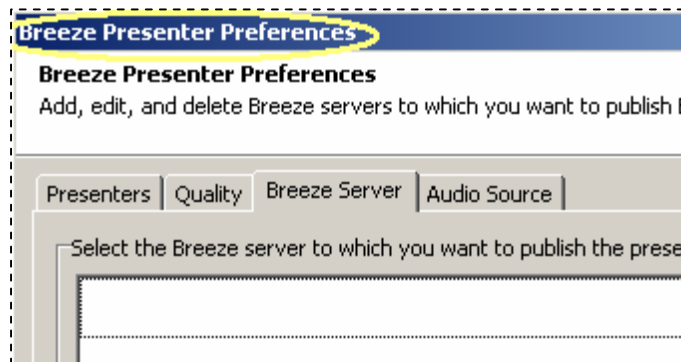 Breeze Presenter Preferences
Breeze Presenter Preferences
Add, edit, and delete Breeze servers to which you want to publish
Presenters Quality Breeze Server Audio Source
Select the Breeze server to which you want to publish the prese